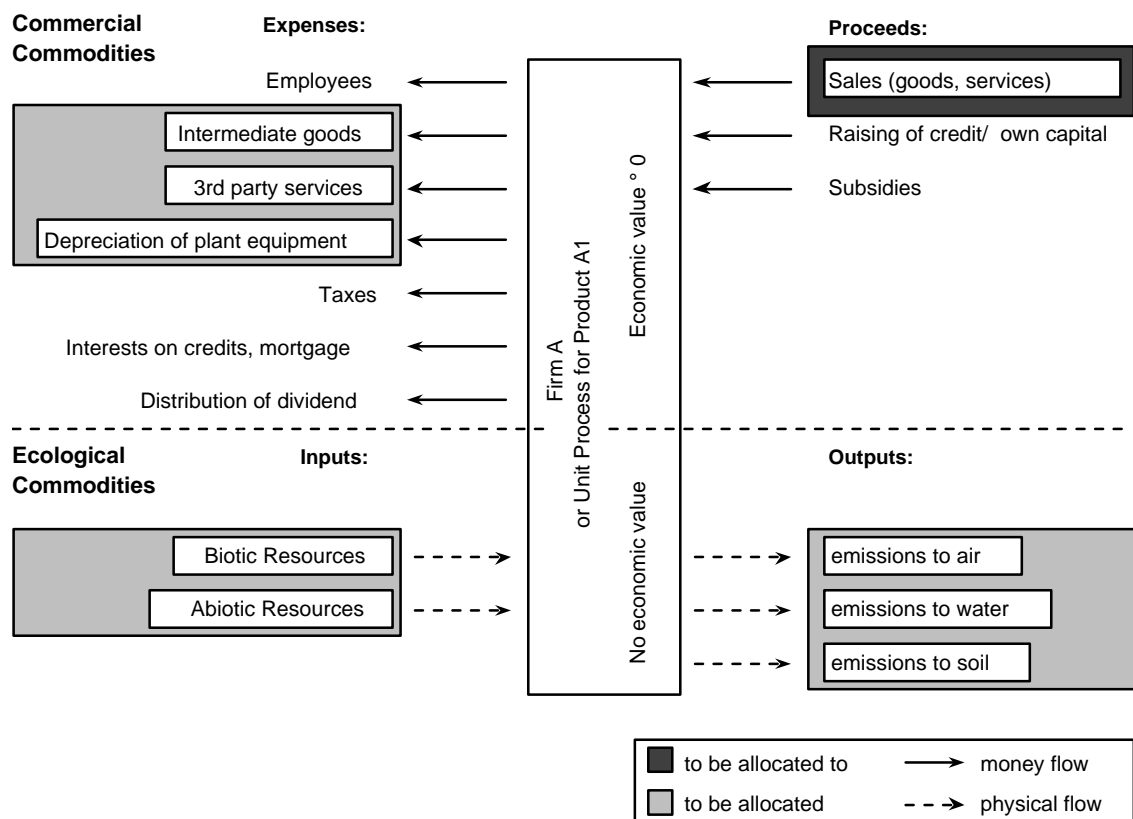 Commercial
Commodities
Expenses:
Proceeds:
Employees
Sales (goods, services)
Intermediate goods
Raising of credit/ own capital
3rd party services
Subsidies
Depreciation of plant equipment
Taxes
Interests on credits, mortgage
Distribution of dividend
Firm A
or Unit Process for Product A1
Economic value ° 0
No economic value
Ecological
Commodities
Inputs:
Outputs:
Biotic Resources
emissions to air
Abiotic Resources
emissions to water
emissions to soil
to be allocated to
money flow
to be allocated
physical flow